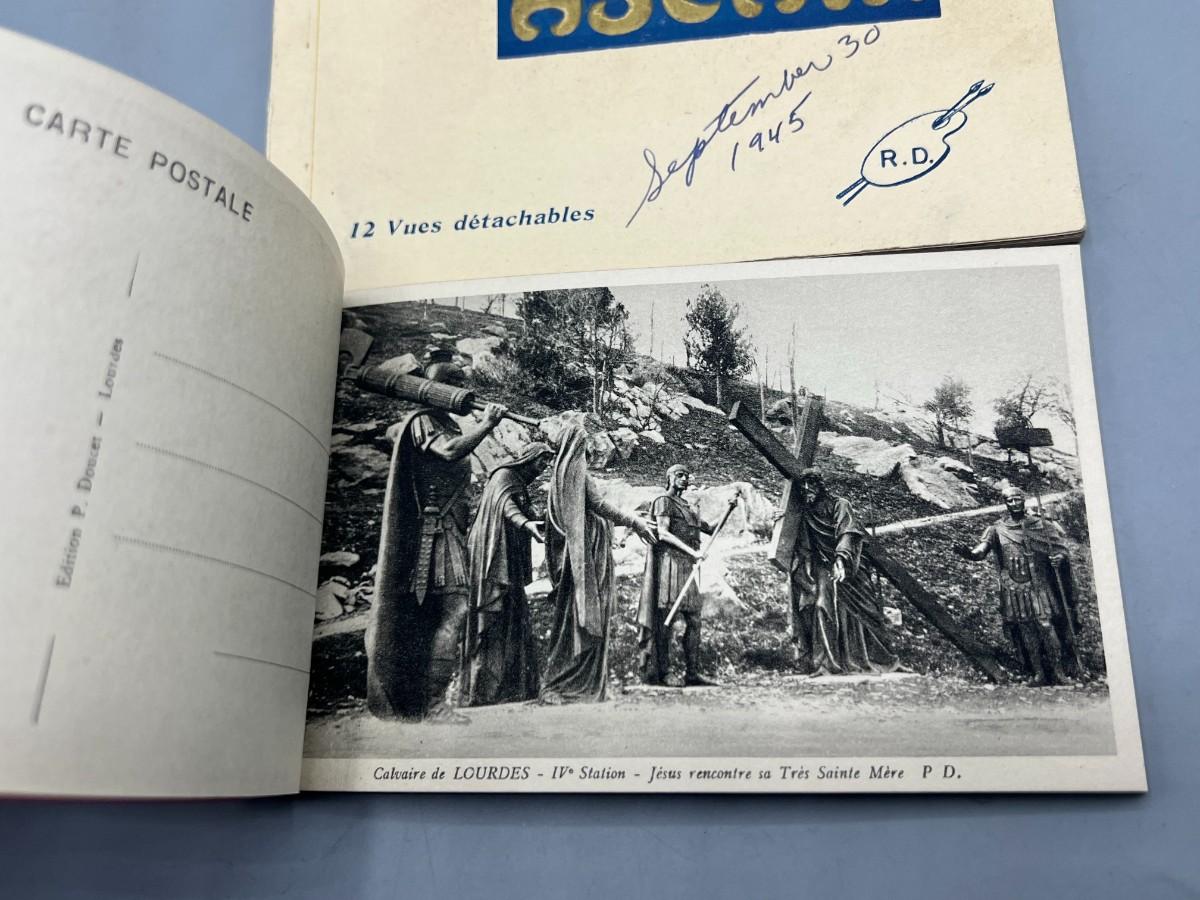 September 30
1945
R.D.
12 Vues détachables
CARTE POSTALE
Edition P. Doucet - Lourdes
Calvaire de LOURDES - IVe Station - Jésus rencontre sa Très Sainte Mère P D.